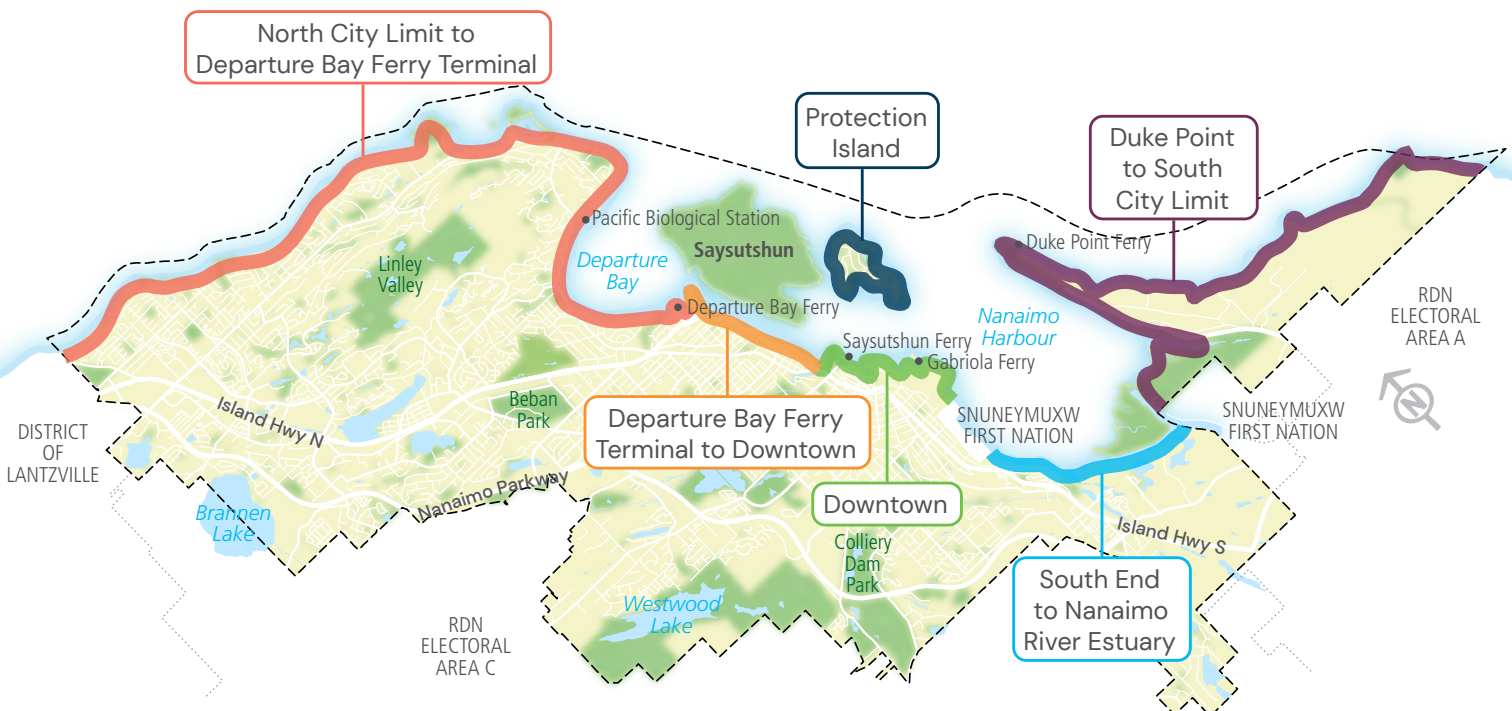 North City Limit to
Departure Bay Ferry Terminal
Protection
Island
Duke Point
to South
City Limit
Pacific Biological Station
Saysutshun
Departure
Bay
Linley
Valley
Duke Point Ferry
Departure Bay Ferry
Nanaimo
Harbour
RDN
ELECTORAL
AREA A
Saysutshun Ferry
Gabriola Ferry
Beban
Park
Island Hwy N
Departure Bay Ferry
Terminal to Downtown
SNUNEYMUXW
FIRST NATION
SNUNEYMUXW
FIRST NATION
N
DISTRICT
OF
LANTZVILLE
Nanaimo Parkway
Brannen
Lake
Downtown
Island Hwy S
Colliery
Dam
Park
South End
to Nanaimo
River Estuary
Westwood
Lake
RDN
ELECTORAL
AREA C